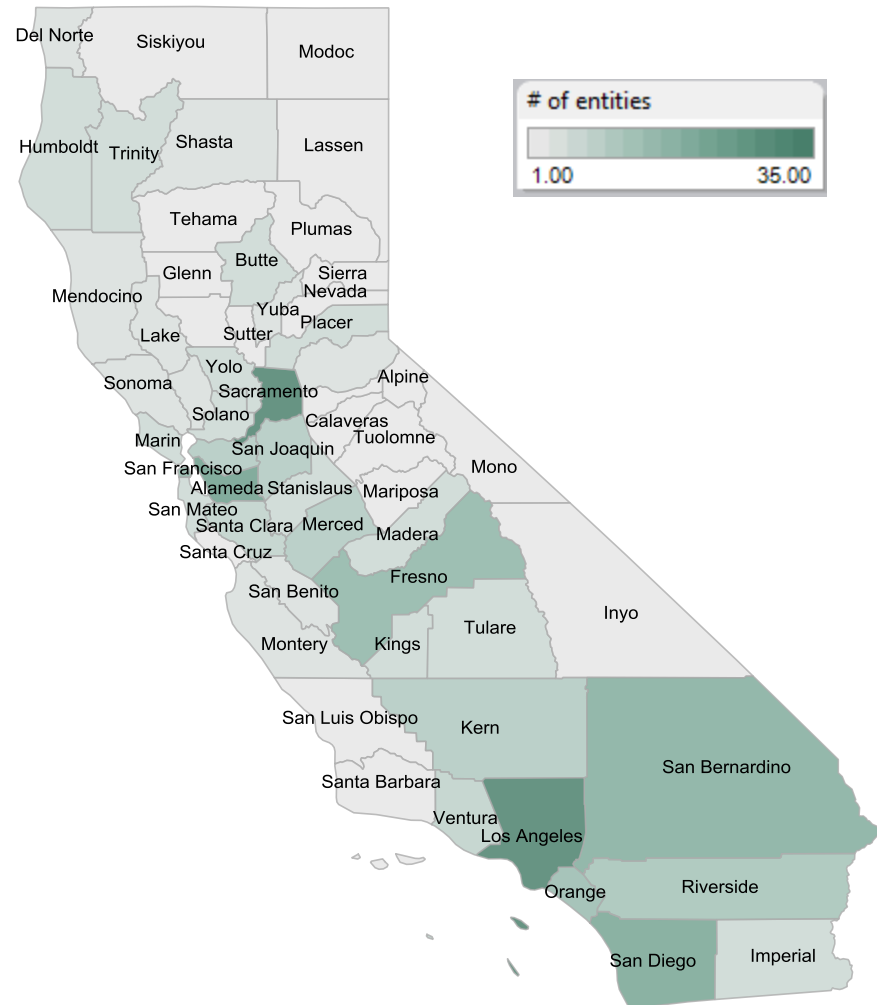 Del Norte
Siskiyou
Modoc
# of entities
1.00 35.00
Humboldt
Trinity
Shasta
Lassen
Tehama
Plumas
Butte
Glenn
Sierra
Nevada
Mendocino
Yuba
Placer
Lake
Sutter
Yolo
Sonoma
Sacramento
Alpine
Solano
Calaveras
Tuolomne
Marin
San Joaquin
San Francisco
Mono
Alameda
Stanislaus
Mariposa
San Mateo
Santa Clara
Merced
Madera
Santa Cruz
Fresno
San Benito
Inyo
Tulare
Montery
Kings
San Luis Obispo
Kern
San Bernardino
Santa Barbara
Ventura
Los Angeles
Orange
Riverside
San Diego
Imperial